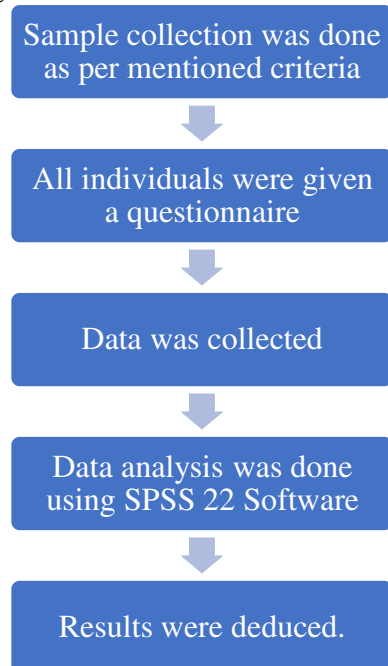 Sample collection was done
as per mentioned criteria
All individuals were given
a questionnaire
Data was collected
Data analysis was done
using SPSS 22 Software
Results were deduced.